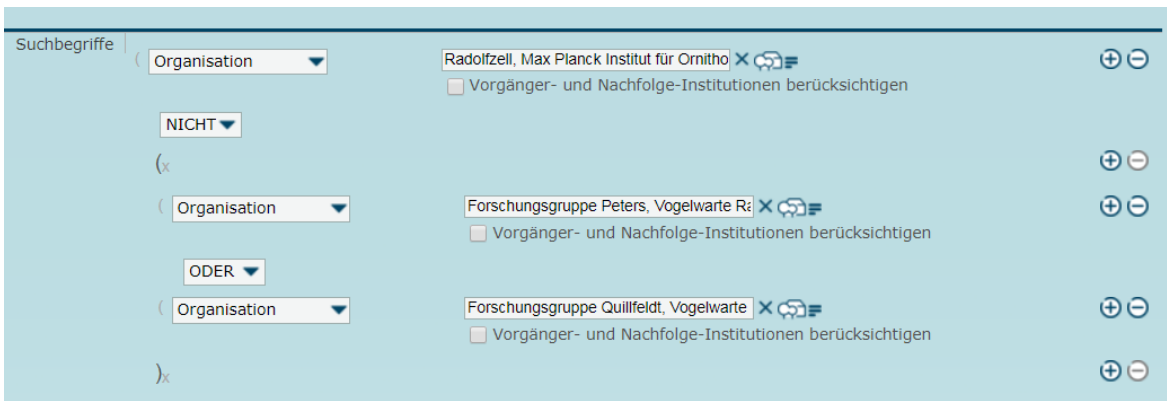 Suchbegriffe
( Organisation Radolfzell, Max Planck Institut für Ornitho
Vorgänger- und Nachfolge-Institutionen berücksichtigen
NICHT
(x
( Organisation Forschungsgruppe Peters, Vogelwarte Ra
Vorgänger- und Nachfolge-Institutionen berücksichtigen
ODER
( Organisation Forschungsgruppe Quillfeldt, Vogelwarte
Vorgänger- und Nachfolge-Institutionen berücksichtigen
)x